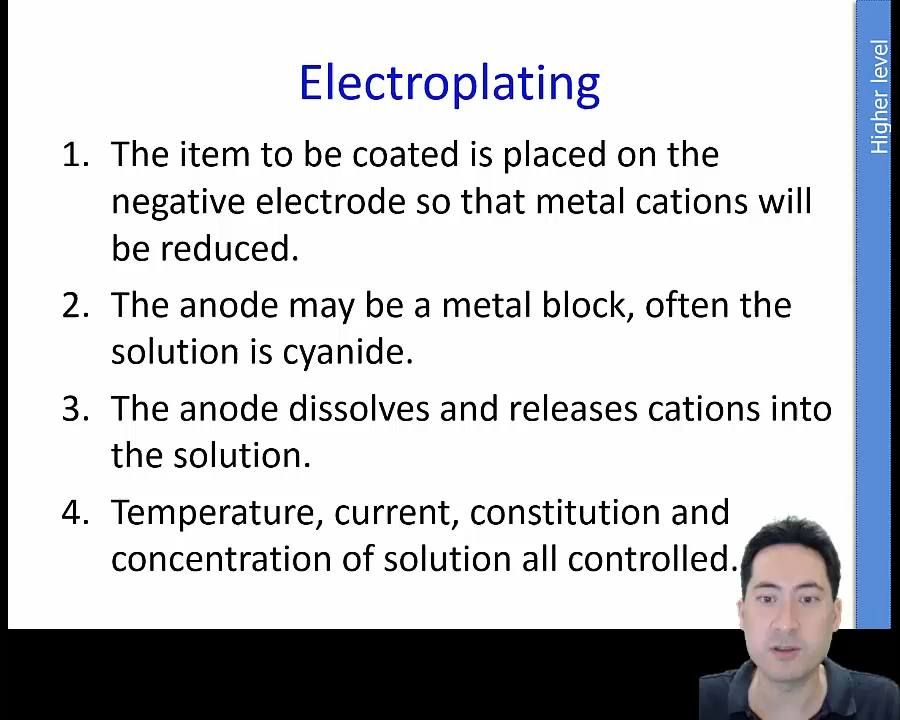 Electroplating
Higher level
1. The item to be coated is placed on the
negative electrode so that metal cations will
be reduced.
2. The anode may be a metal block, often the
solution is cyanide.
3. The anode dissolves and releases cations into
the solution.
4. Temperature, current, constitution and
concentration of solution all controlled.